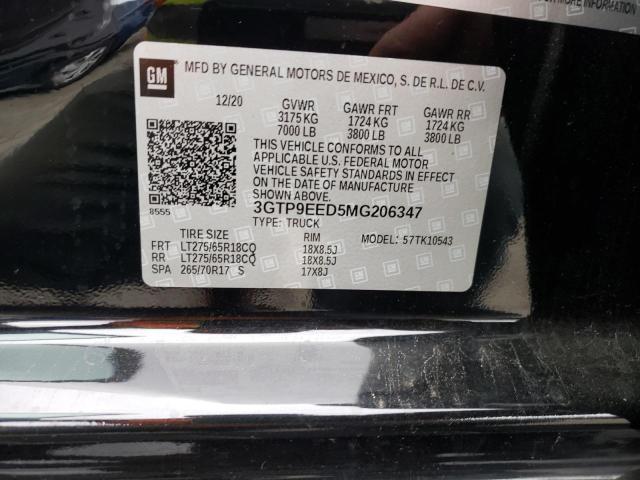 MORE INFORMATION
GM MFD BY GENERAL MOTORS DE MEXICO, S. DE R.L. DE C.V.
12/20 GVWR GAWR FRT GAWR RR
3175 KG 1724 KG 1724 KG
7000 LB 3800 LB 3800 LB
THIS VEHICLE CONFORMS TO ALL
APPLICABLE U.S. FEDERAL MOTOR
VEHICLE SAFETY STANDARDS IN EFFECT
ON THE DATE OF MANUFACTURE
SHOWN ABOVE.
8555 3GTP9EED5MG206347
TYPE: TRUCK
TIRE SIZE RIM MODEL: 57TK10543
FRT LT275/65R18CQ 18X8.5J
RR LT275/65R18CQ 18X8.5J
SPA 265/70R17 S 17X8J